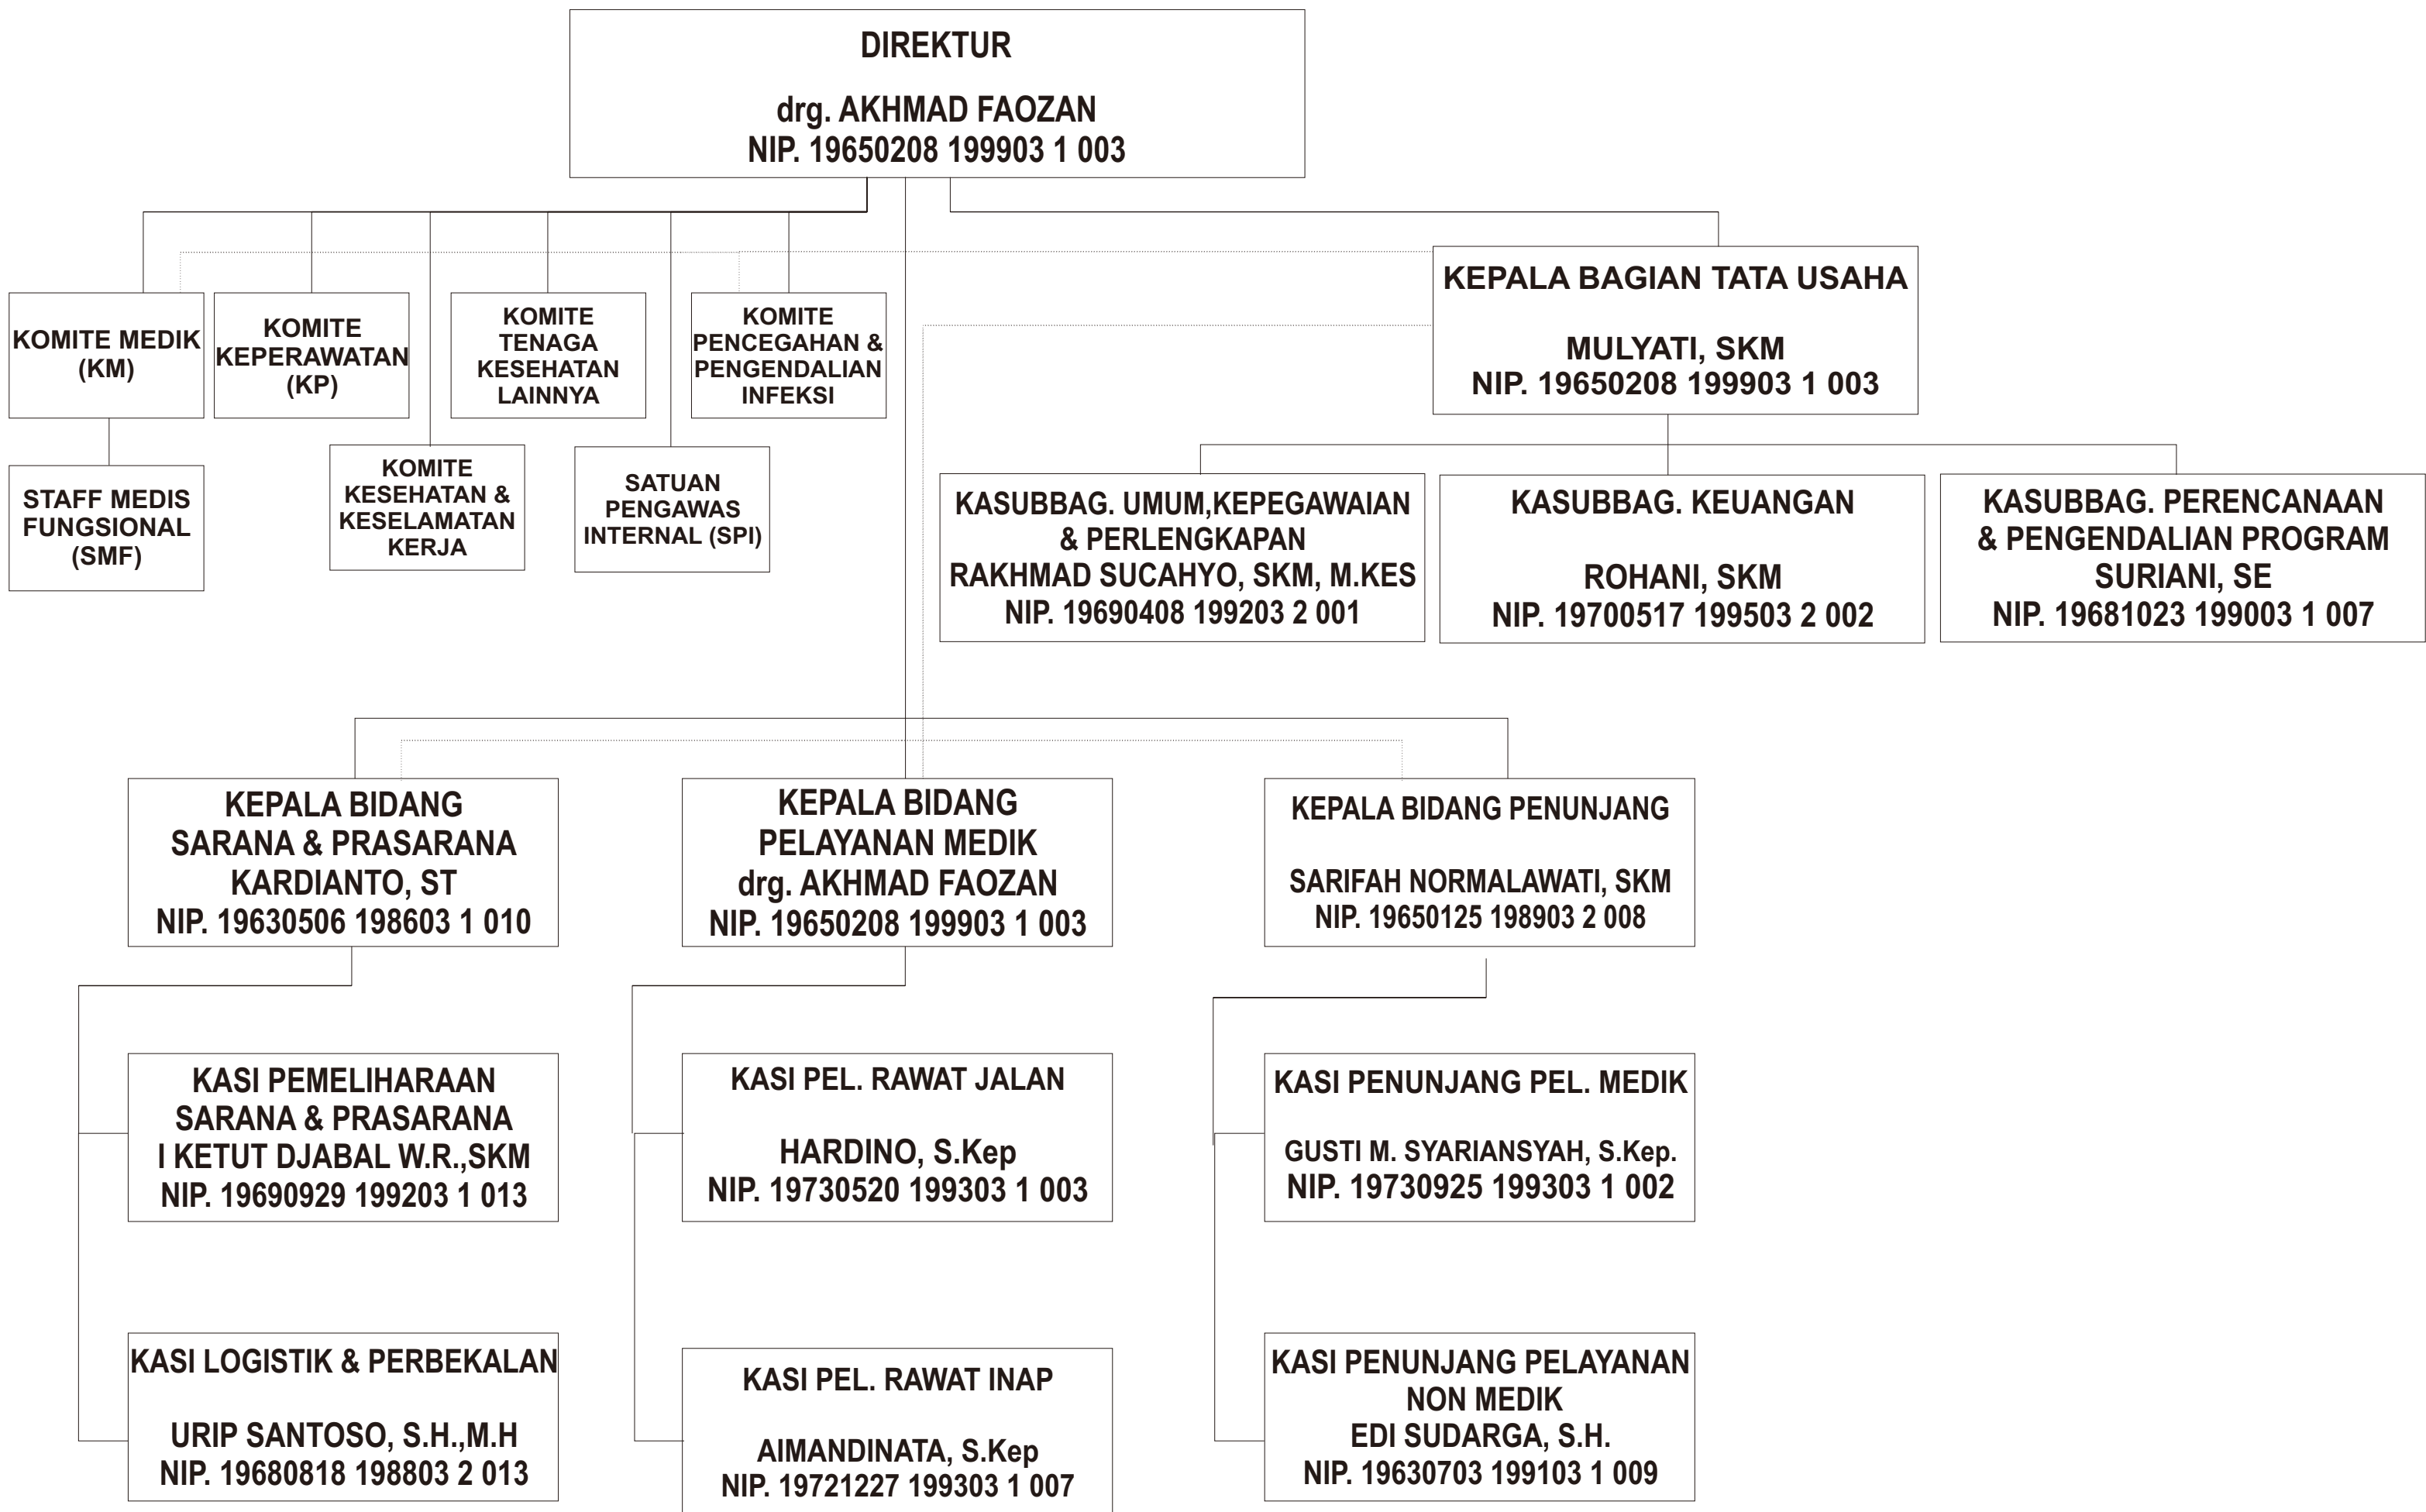 DIREKTUR
drg. AKHMAD FAOZAN
NIP. 19650208 199903 1 003
KEPALA BAGIAN TATA USAHA
MULYATI, SKM
NIP. 19650208 199903 1 003
KOMITE MEDIK
(KM)
KOMITE
KEPERAWATAN
(KP)
KOMITE
TENAGA
KESEHATAN
LAINNYA
KOMITE
PENCEGAHAN &
PENGENDALIAN
INFEKSI
STAFF MEDIS
FUNGSIONAL
(SMF)
KOMITE
KESEHATAN &
KESELAMATAN
KERJA
SATUAN
PENGAWAS
INTERNAL (SPI)
KASUBBAG. UMUM,KEPEGAWAIAN
& PERLENGKAPAN
RAKHMAD SUCAHYO, SKM, M.KES
NIP. 19690408 199203 2 001
KASUBBAG. KEUANGAN
ROHANI, SKM
NIP. 19700517 199503 2 002
KASUBBAG. PERENCANAAN
& PENGENDALIAN PROGRAM
SURIANI, SE
NIP. 19681023 199003 1 007
KEPALA BIDANG
SARANA & PRASARANA
KARDIANTO, ST
NIP. 19630506 198603 1 010
KEPALA BIDANG
PELAYANAN MEDIK
drg. AKHMAD FAOZAN
NIP. 19650208 199903 1 003
KEPALA BIDANG PENUNJANG
SARIFAH NORMALAWATI, SKM
NIP. 19650125 198903 2 008
KASI PEMELIHARAAN
SARANA & PRASARANA
I KETUT DJABAL W.R.,SKM
NIP. 19690929 199203 1 013
KASI PEL. RAWAT JALAN
HARDINO, S.Kep
NIP. 19730520 199303 1 003
KASI PENUNJANG PEL. MEDIK
GUSTI M. SYARIANSYAH, S.Kep.
NIP. 19730925 199303 1 002
KASI LOGISTIK & PERBEKALAN
URIP SANTOSO, S.H.,M.H
NIP. 19680818 198803 2 013
KASI PEL. RAWAT INAP
AIMANDINATA, S.Kep
NIP. 19721227 199303 1 007
KASI PENUNJANG PELAYANAN
NON MEDIK
EDI SUDARGA, S.H.
NIP. 19630703 199103 1 009